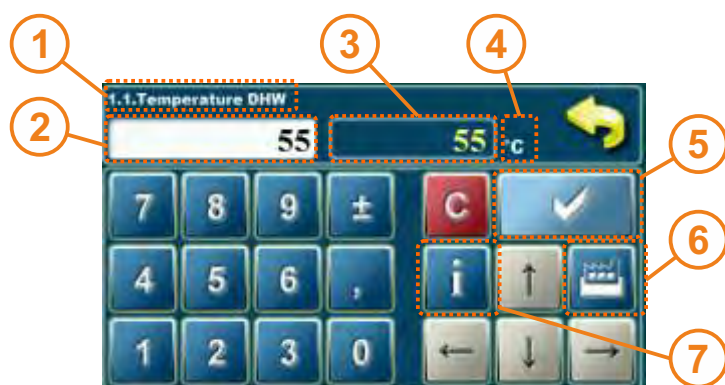 1 3 4
1.1.Temperature DHW
2 55 55 °C
5
7 8 9 ± C
6
4 5 6 , i ↑
1 2 3 0 ← ↓ →
7